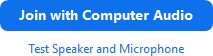 Join with Computer Audio
Test Speaker and Microphone